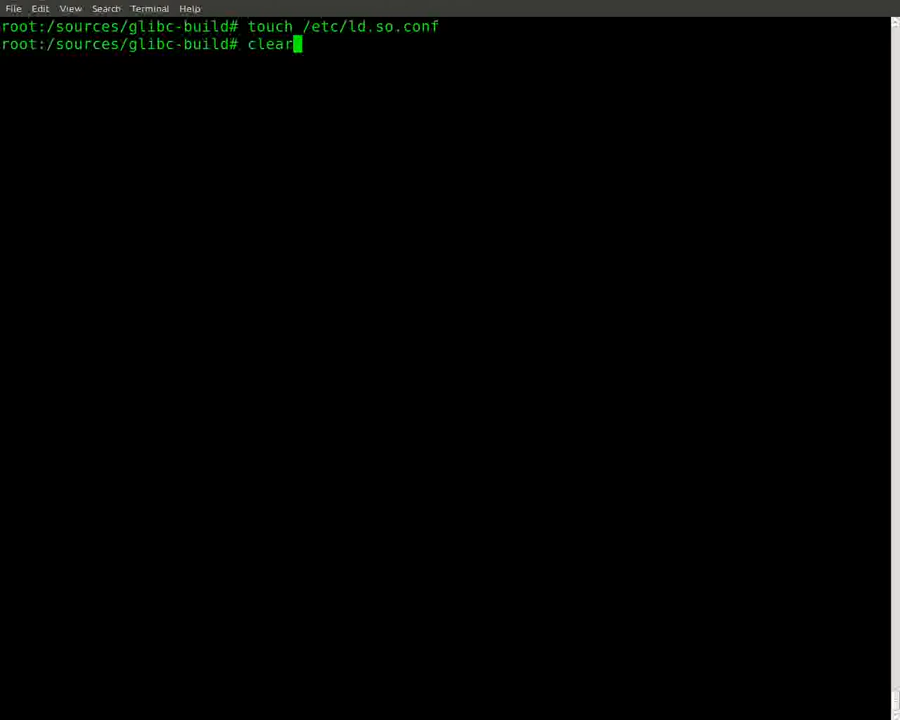 File Edit View Search Terminal Help
root:/sources/glibc-build# touch /etc/ld.so.conf
root:/sources/glibc-build# clear